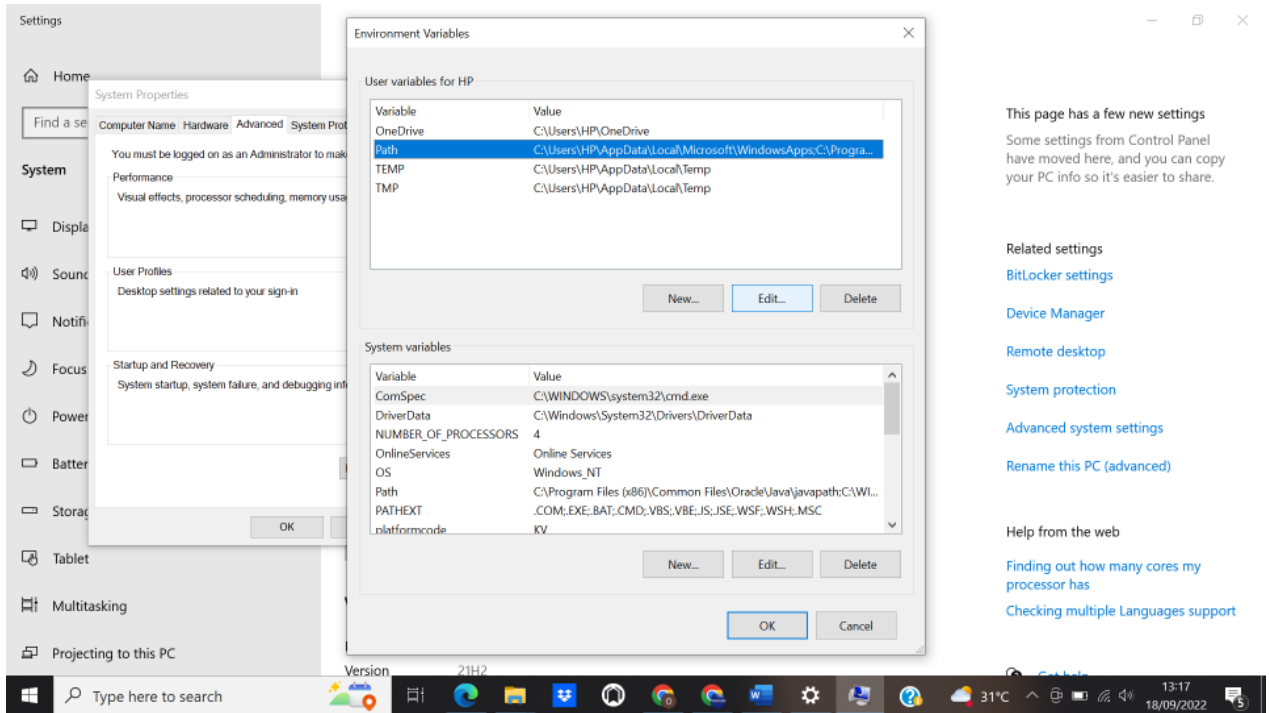 Settings
Home
Find a se
System
Displa
Sound
Notifi
Focus
Power
Batter
Storag
Tablet
Multitasking
Projecting to this PC
System Properties
Computer Name Hardware Advanced System Prot
You must be logged on as an Administrator to mak
Performance
Visual effects, processor scheduling, memory usa
User Profiles
Desktop settings related to your sign-in
Startup and Recovery
System startup, system failure, and debugging inf
OK
Environment Variables
User variables for HP
Variable Value
OneDrive C:\Users\HP\OneDrive
Path C:\Users\HP\AppData\Local\Microsoft\WindowsApps;C:\Progra...
TEMP C:\Users\HP\AppData\Local\Temp
TMP C:\Users\HP\AppData\Local\Temp
New... Edit... Delete
System variables
Variable Value
ComSpec C:\WINDOWS\system32\cmd.exe
DriverData C:\Windows\System32\Drivers\DriverData
NUMBER_OF_PROCESSORS 4
OnlineServices Online Services
OS Windows_NT
Path C:\Program Files (x86)\Common Files\Oracle\Java\javapath;C:\WI...
PATHEXT .COM;.EXE;.BAT;.CMD;.VBS;.VBE;.JS;.JSE;.WSF;.WSH;.MSC
platformcode KV
New... Edit... Delete
OK Cancel
Version 21H2
This page has a few new settings
Some settings from Control Panel
have moved here, and you can copy
your PC info so it's easier to share.
Related settings
BitLocker settings
Device Manager
Remote desktop
System protection
Advanced system settings
Rename this PC (advanced)
Help from the web
Finding out how many cores my
processor has
Checking multiple Languages support
Get help
Type here to search
31°C
13:17
18/09/2022
5